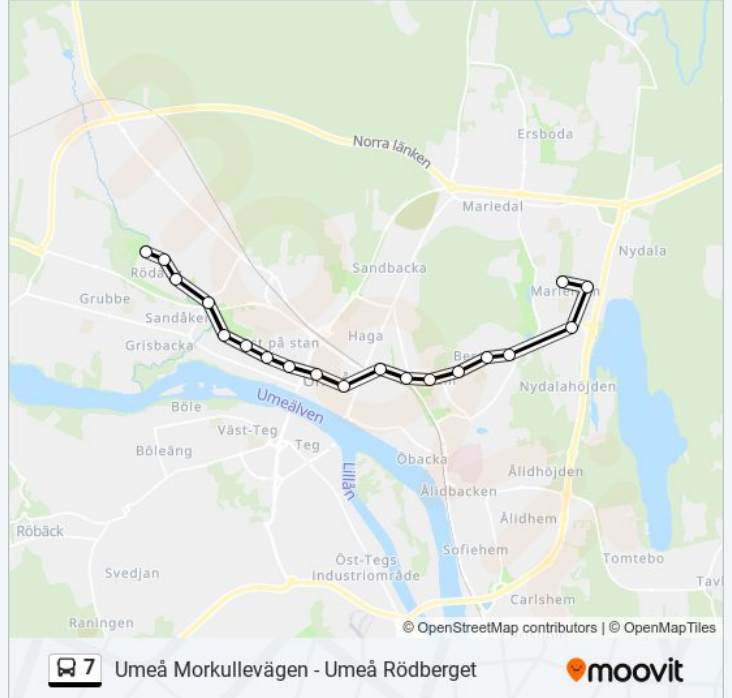 Norra länken
Ersboda
Mariedal
Nydala
Sandbacka
Grubbe
Sandåker
Haga
Grisbacka
på stan
Nydalahöjden
Umeälven
Böle
Väst-Teg
Teg
Böleäng
Öbacka
Lillån
Ålidhöjden
Ålidbacken
Ålidhem
Röbäck
Sofiehem
Tomtebo
Öst-Tegs
industriområde
Svedjan
Carlshem
Raningen
© OpenStreetMap contributors | © OpenMapTiles
7 Umeå Morkullevägen - Umeå Rödberget
moovit